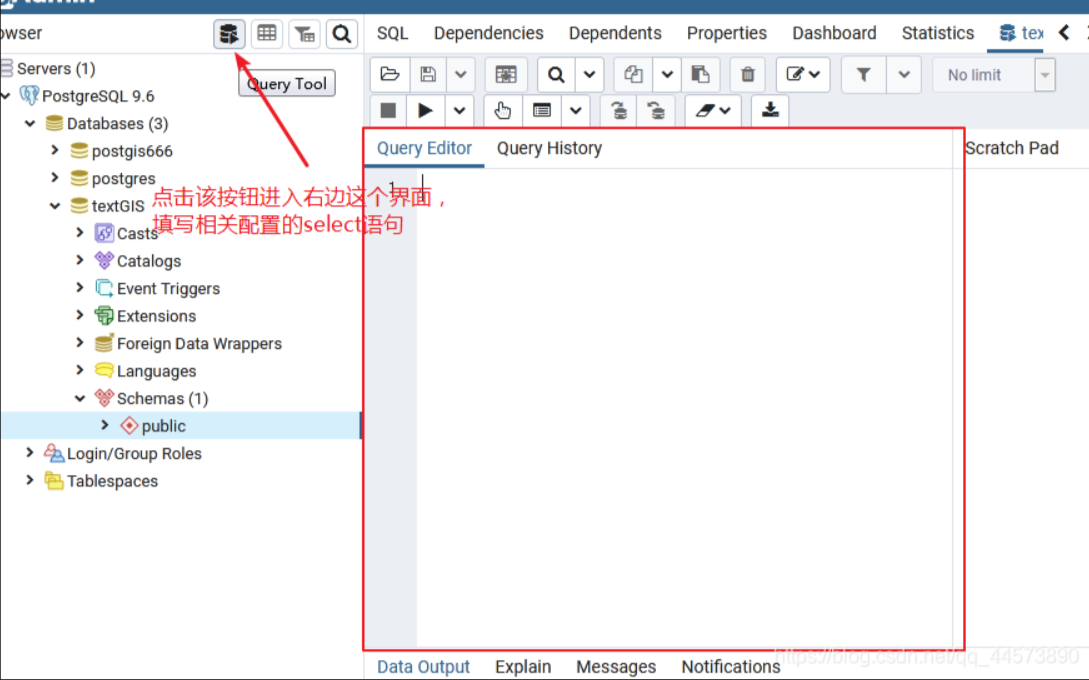 owser
SQL Dependencies Dependents Properties Dashboard Statistics tex
Servers (1)
Query Tool
No limit
PostgreSQL 9.6
Databases (3)
postgis666
Query Editor Query History Scratch Pad
postgres
1
textGIS
点击该按钮进入右边这个界面，
填写相关配置的select语句
Casts
Catalogs
Event Triggers
Extensions
Foreign Data Wrappers
Languages
Schemas (1)
public
Login/Group Roles
Tablespaces
Data Output Explain Messages Notifications
https://blog.csdn.net/qq_44573890